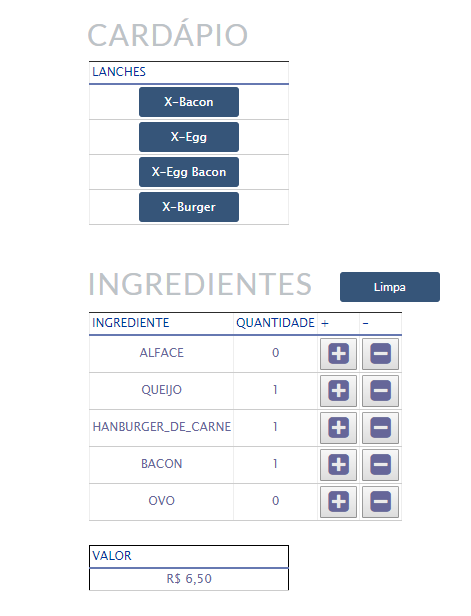 CARDÁPIO
LANCHES
X-Bacon
X-Egg
X-Egg Bacon
X-Burger
INGREDIENTES Limpa
INGREDIENTE QUANTIDADE + -
ALFACE 0
QUEIJO 1
HANBURGER_DE_CARNE 1
BACON 1
OVO 0
VALOR
R$ 6,50